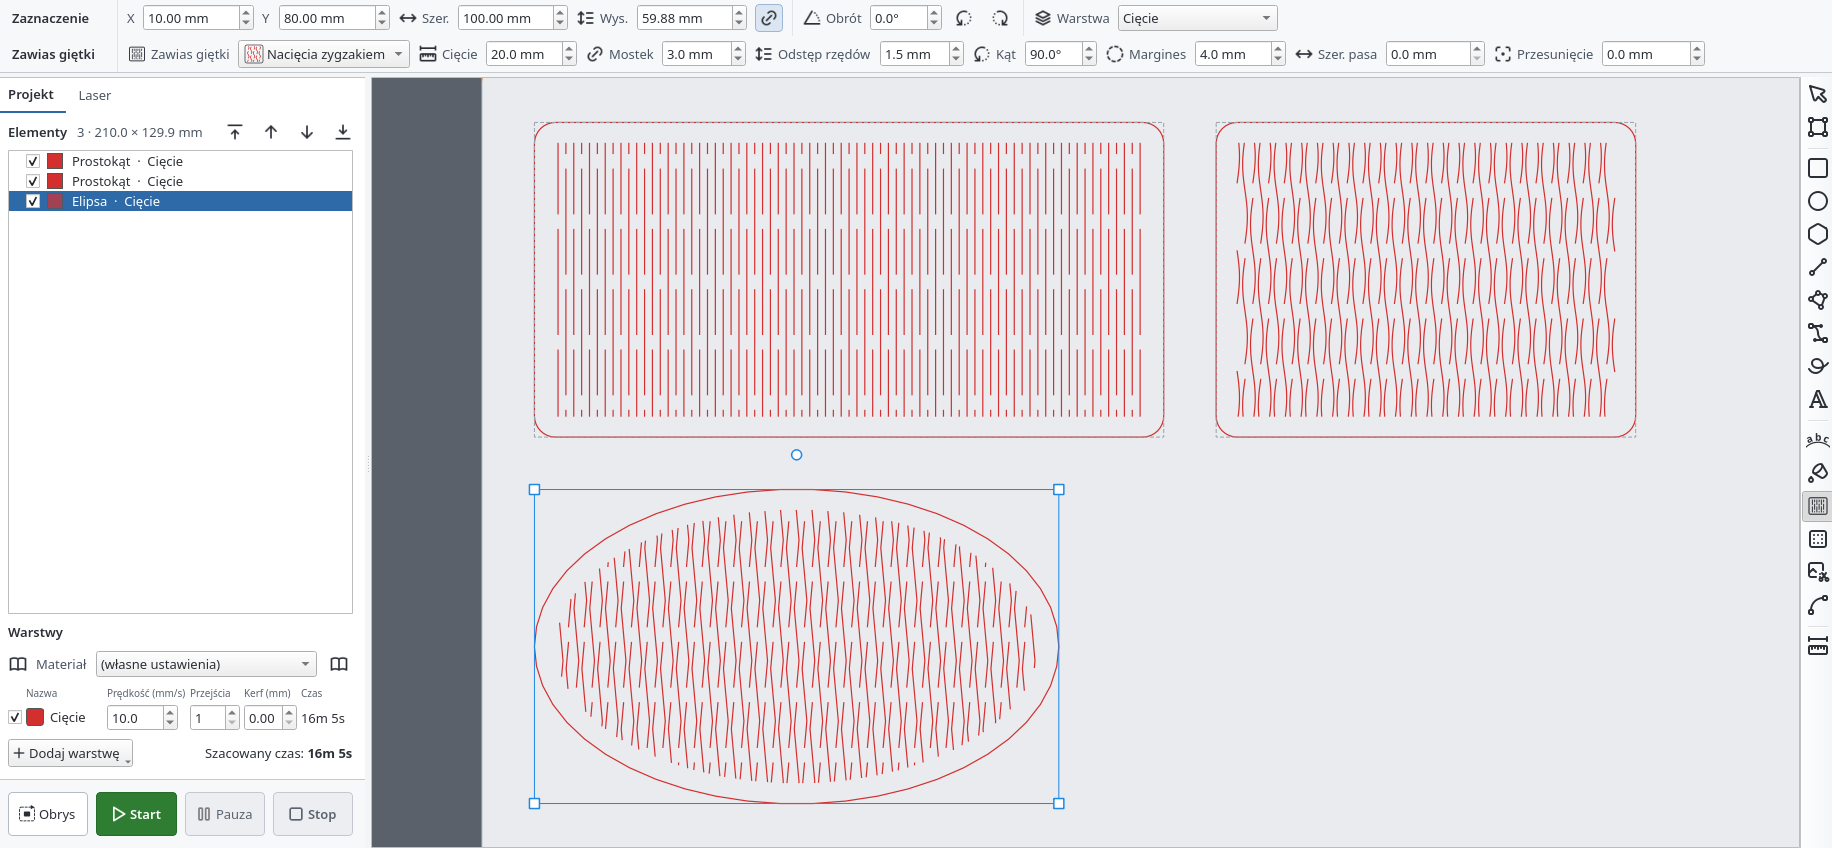 Zaznaczenie X 10.00 mm Y 80.00 mm Szer. 100.00 mm Wys. 59.88 mm Obrót 0.0° Warstwa Cięcie
Zawias giętki Zawias giętki Nacięcia zygzakiem Cięcie 20.0 mm Mostek 3.0 mm Odstęp rzędów 1.5 mm Kąt 90.0° Margines 4.0 mm Szer. pasa 0.0 mm Przesunięcie 0.0 mm
Projekt Laser
Elementy 3 · 210.0 × 129.9 mm
Prostokąt · Cięcie
Prostokąt · Cięcie
Elipsa · Cięcie
Warstwy
Materiał (własne ustawienia)
Nazwa Prędkość (mm/s) Przejścia Kerf (mm) Czas
Cięcie 10.0 1 0.00 16m 5s
Dodaj warstwę Szacowany czas: 16m 5s
Obrys Start Pauza Stop
A
abc